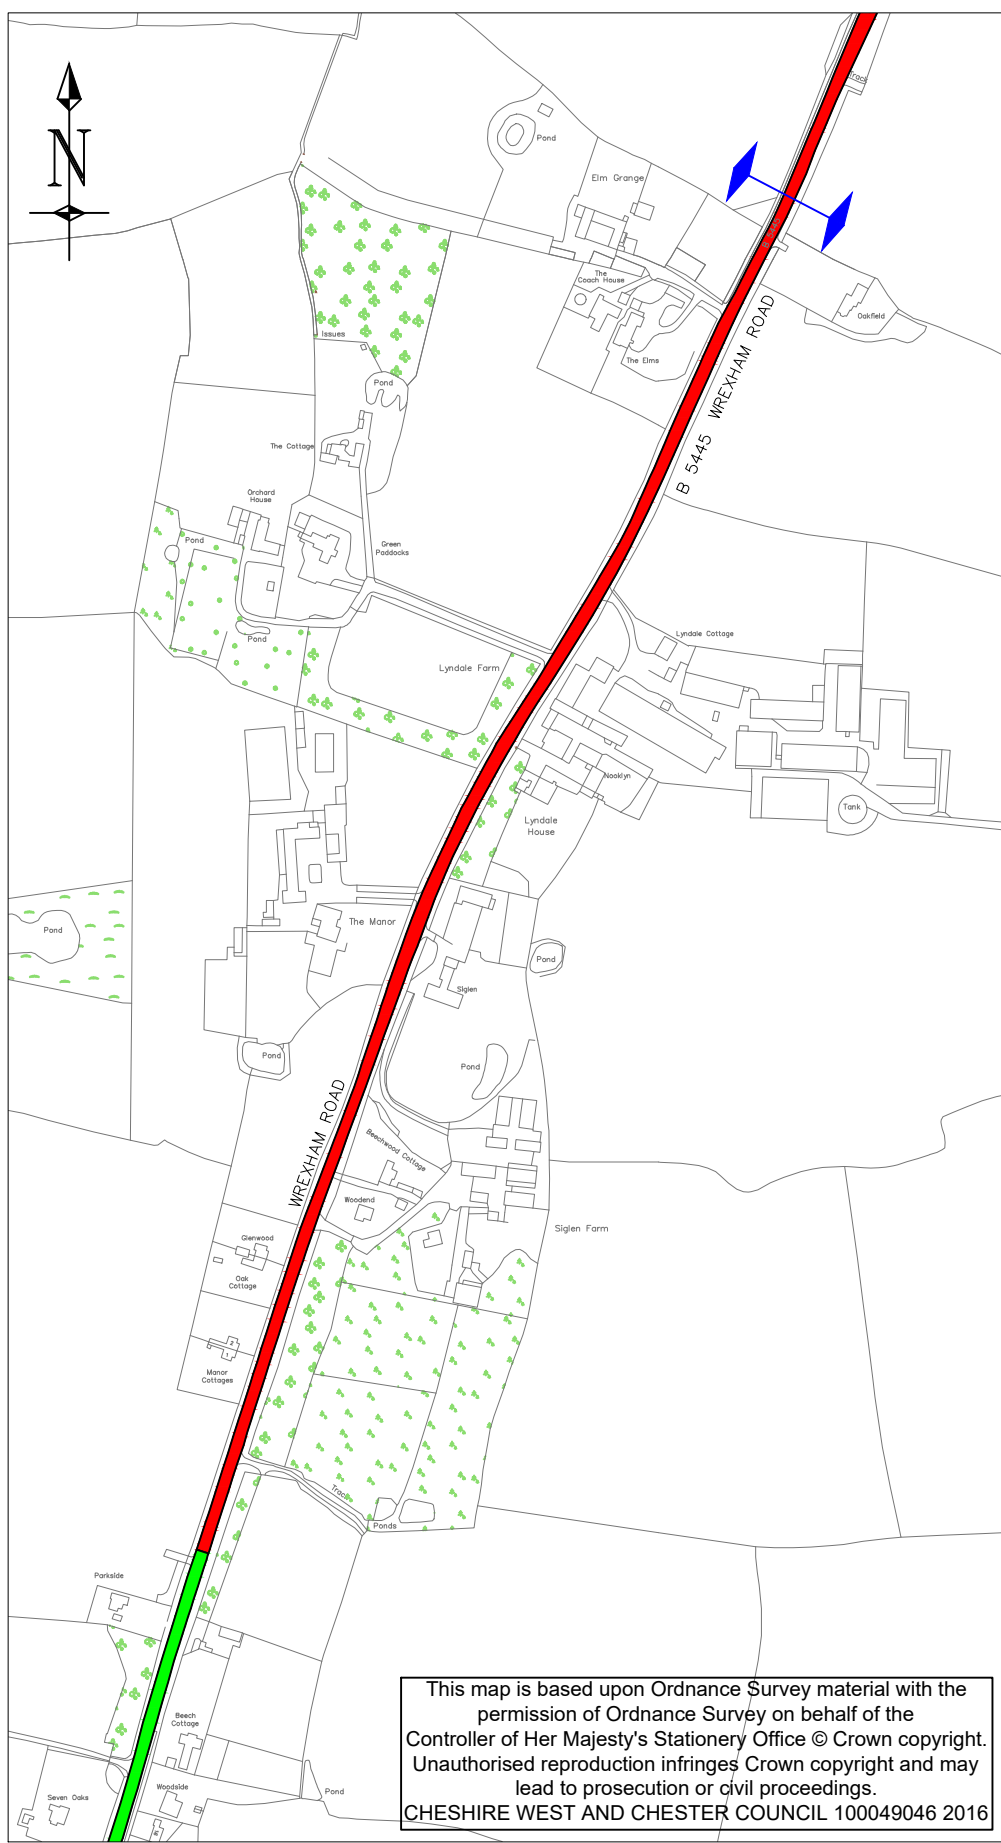 Track
N
Pond
Elm Grange
B 5445
The
Coach House
Oakfield
Issues
The Elms
Pond
B 5445 WREXHAM ROAD
The Cottage
Orchard
House
Pond
Green
Paddocks
Pond
Lyndale Cottage
Lyndale Farm
Nooklyn
Tank
Lyndale
House
Pond
The Manor
Pond
Siglen
Pond
Pond
WREXHAM ROAD
Beechwood Cottage
Woodend
Siglen Farm
Glenwood
Oak
Cottage
2
1
Manor
Cottages
Track
Ponds
Parkside
Beech
Cottage
Woodside
Pond
Seven Oaks
This map is based upon Ordnance Survey material with the
permission of Ordnance Survey on behalf of the
Controller of Her Majesty's Stationery Office © Crown copyright.
Unauthorised reproduction infringes Crown copyright and may
lead to prosecution or civil proceedings.
CHESHIRE WEST AND CHESTER COUNCIL 100049046 2016